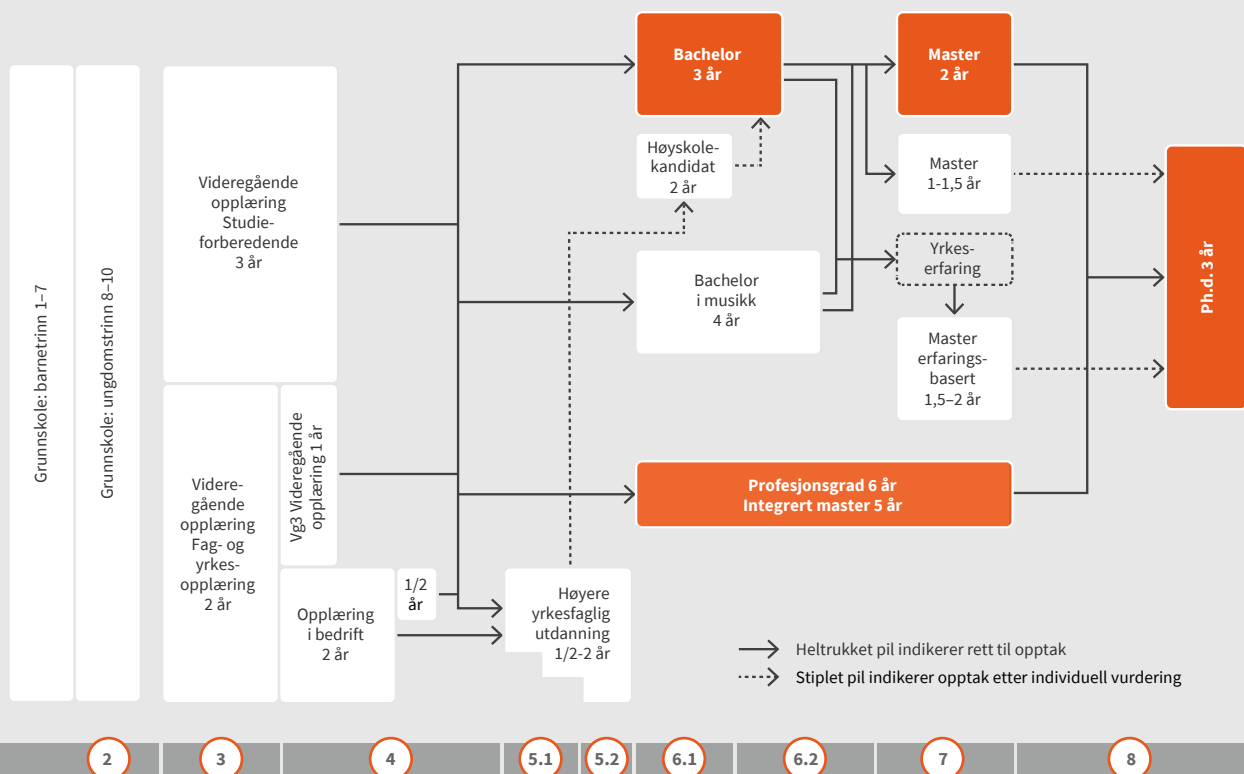 Grunnskole: barnetrinn 1–7
Grunnskole: ungdomstrinn 8–10
Videregående
opplæring
Studie-
forberedende
3 år
Videre-
gående
opplæring
Fag- og
yrkes-
opplæring
2 år
Vg3 Videregående
opplæring 1 år
Opplæring
i bedrift
2 år
1/2
år
Høyere
yrkesfaglig
utdanning
1/2-2 år
Bachelor
3 år
Høyskole-
kandidat
2 år
Bachelor
i musikk
4 år
Master
2 år
Master
1-1,5 år
Yrkes-
erfaring
Master
erfarings-
basert
1,5–2 år
Profesjonsgrad 6 år
Integrert master 5 år
Ph.d. 3 år
Heltrukket pil indikerer rett til opptak
Stiplet pil indikerer opptak etter individuell vurdering
2
3
4
5.1
5.2
6.1
6.2
7
8